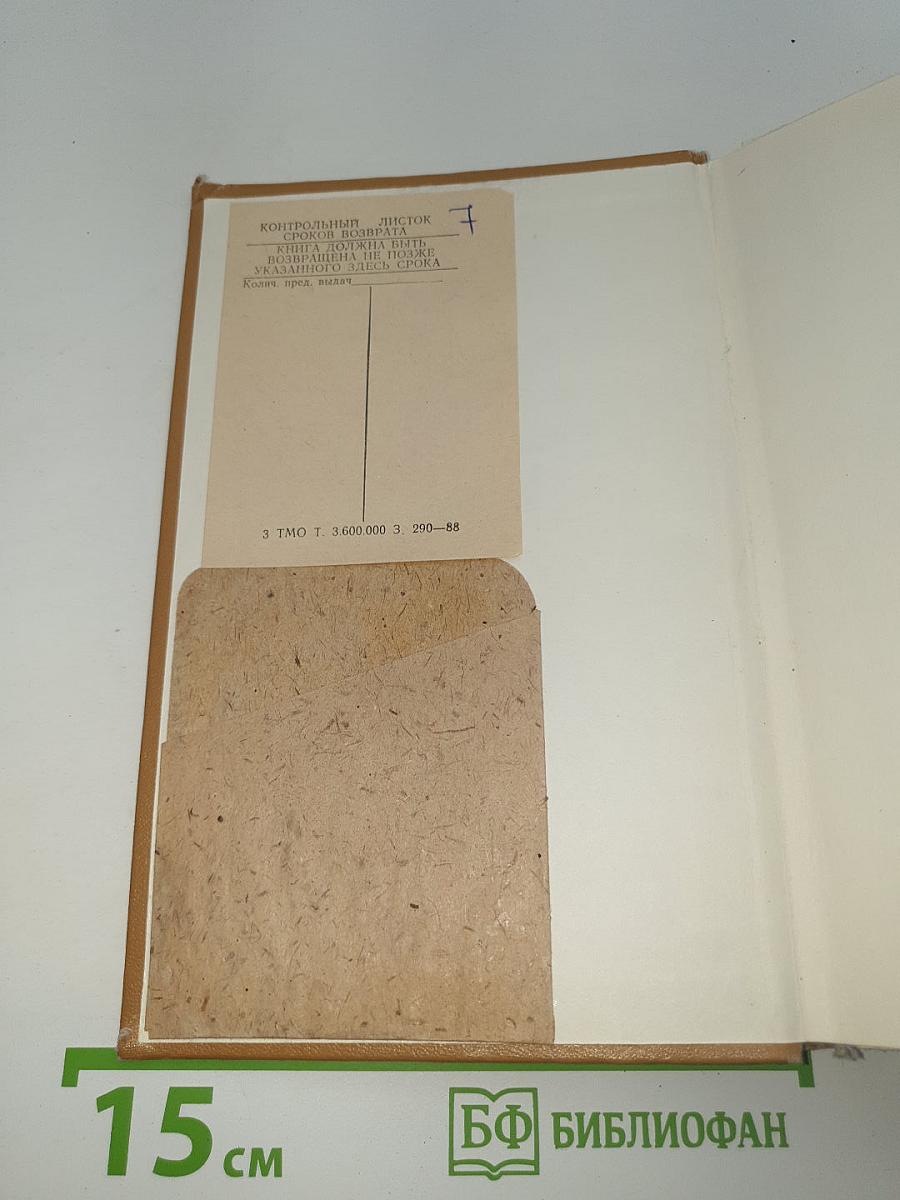 КОНТРОЛЬНЫЙ ЛИСТОК
СРОКОВ ВОЗВРАТА
7
КНИГА ДОЛЖНА БЫТЬ
ВОЗВРАЩЕНА НЕ ПОЗЖЕ
УКАЗАННОГО ЗДЕСЬ СРОКА
Колич. пред. выдач
3 ТМО Т. 3.600.000 З. 290—88
15 см
БФ БИБЛИОФАН